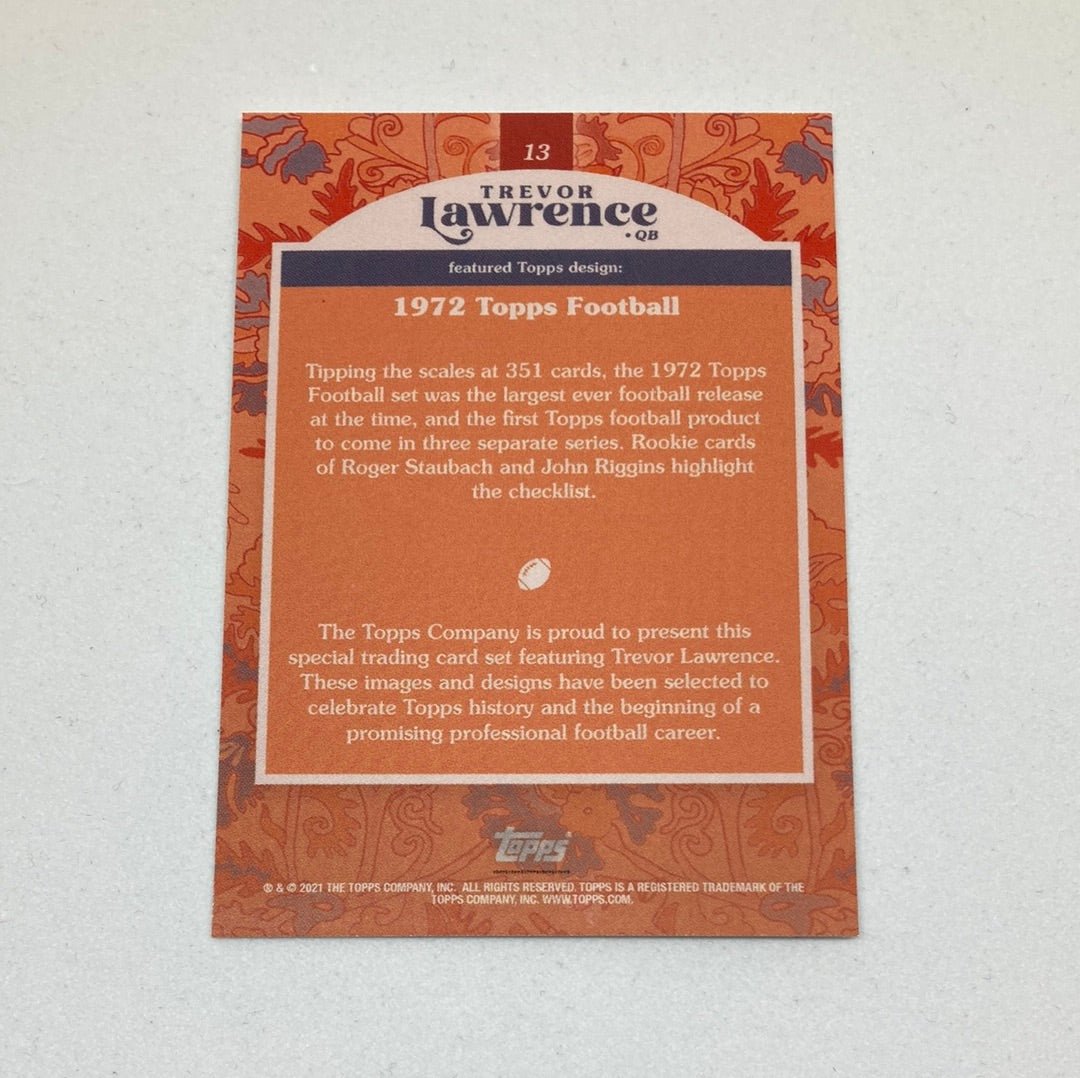 13
TREVOR
Lawrence
• QB
featured Topps design:
1972 Topps Football
Tipping the scales at 351 cards, the 1972 Topps
Football set was the largest ever football release
at the time, and the first Topps football product
to come in three separate series. Rookie cards
of Roger Staubach and John Riggins highlight
the checklist.
The Topps Company is proud to present this
special trading card set featuring Trevor Lawrence.
These images and designs have been selected to
celebrate Topps history and the beginning of a
promising professional football career.
topps
® & © 2021 THE TOPPS COMPANY, INC. ALL RIGHTS RESERVED. TOPPS IS A REGISTERED TRADEMARK OF THE
TOPPS COMPANY, INC. WWW.TOPPS.COM.